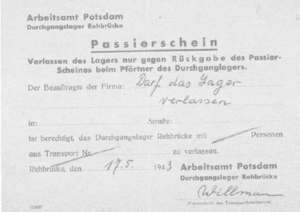 Arbeitsamt Potsdam
Durchgangslager Rehbrücke
Passierschein
Verlassen des Lagers nur gegen Rückgabe des Passier-
Scheines beim Pförtner des Durchganglagers.
Der Beauftragte der Firma: Darf das Lager
verlassen
in: Straße:
ist berechtigt, das Durchgangslager Rehbrücke mit Personen
aus Transport Nr. zu verlassen.
Rehbrücke, den 17.5. 1943 Arbeitsamt Potsdam
Durchgangslager Rehbrücke
Willman